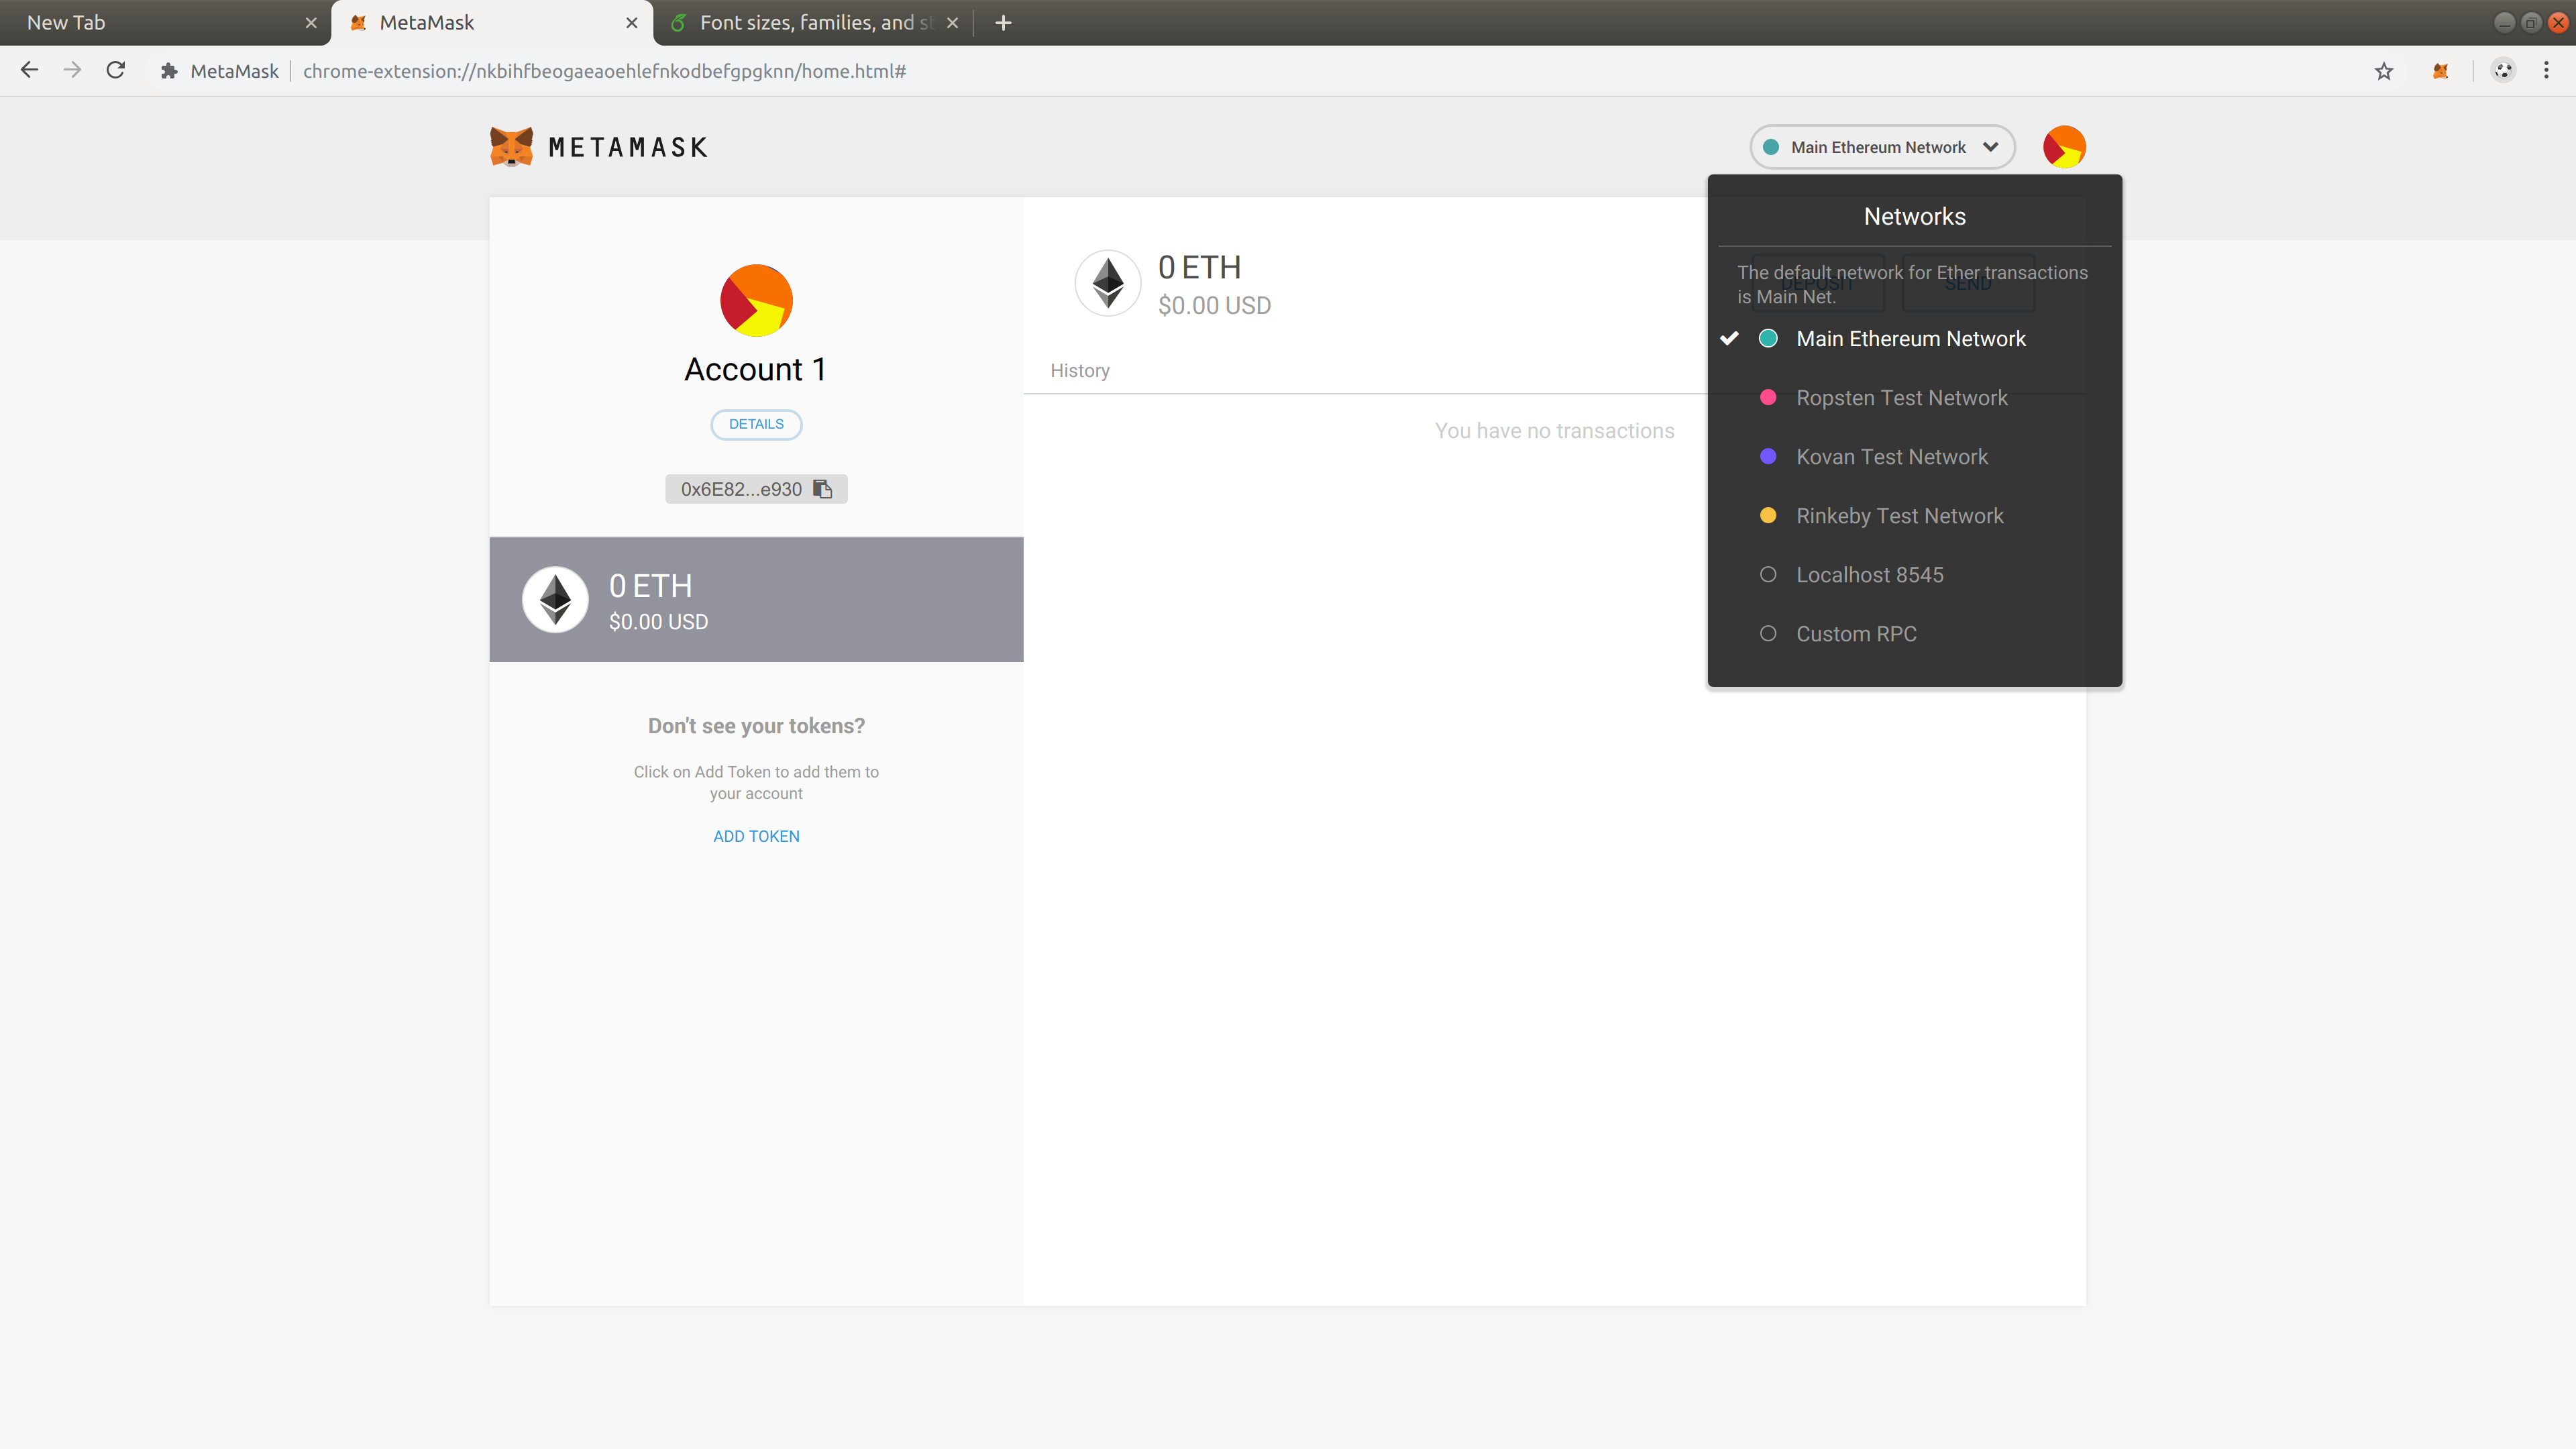 New Tab
MetaMask
Font sizes, families, and st
MetaMask
chrome-extension://nkbihfbeogaeaoehlefnkodbefgpgknn/home.html#
METAMASK
Main Ethereum Network
Account 1
DETAILS
0x6E82...e930
0 ETH
$0.00 USD
Don't see your tokens?
Click on Add Token to add them to
your account
ADD TOKEN
0 ETH
$0.00 USD
DEPOSIT
SEND
History
You have no transactions
Networks
The default network for Ether transactions
is Main Net.
Main Ethereum Network
Ropsten Test Network
Kovan Test Network
Rinkeby Test Network
Localhost 8545
Custom RPC